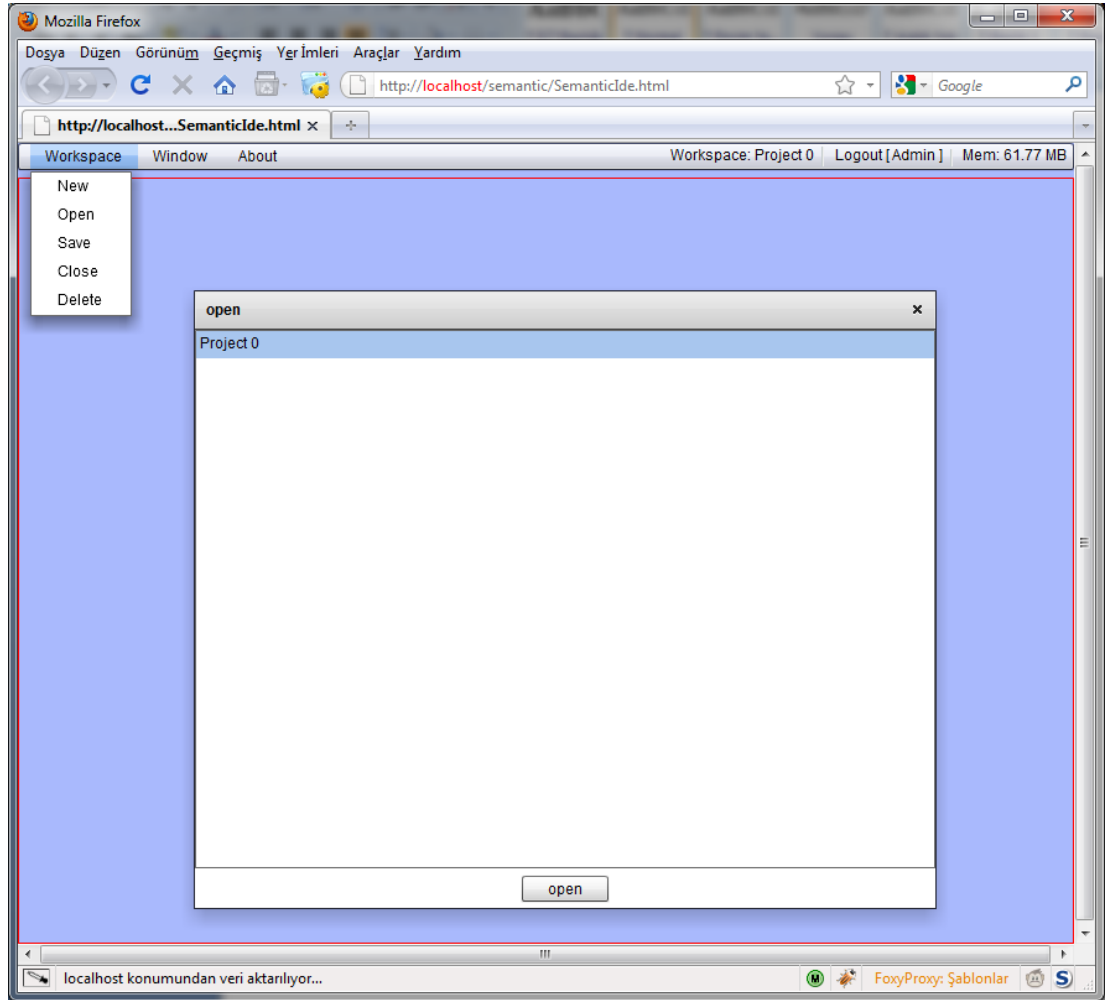 Mozilla Firefox
Dosya Düzen Görünüm Geçmiş Yer İmleri Araçlar Yardım
http://localhost/semantic/SemanticIde.html Google
http://localhost...SemanticIde.html
Workspace Window About Workspace: Project 0 Logout [ Admin ] Mem: 61.77 MB
New
Open
Save
Close
Delete
open
Project 0
open
localhost konumundan veri aktarılıyor... FoxyProxy: Şablonlar